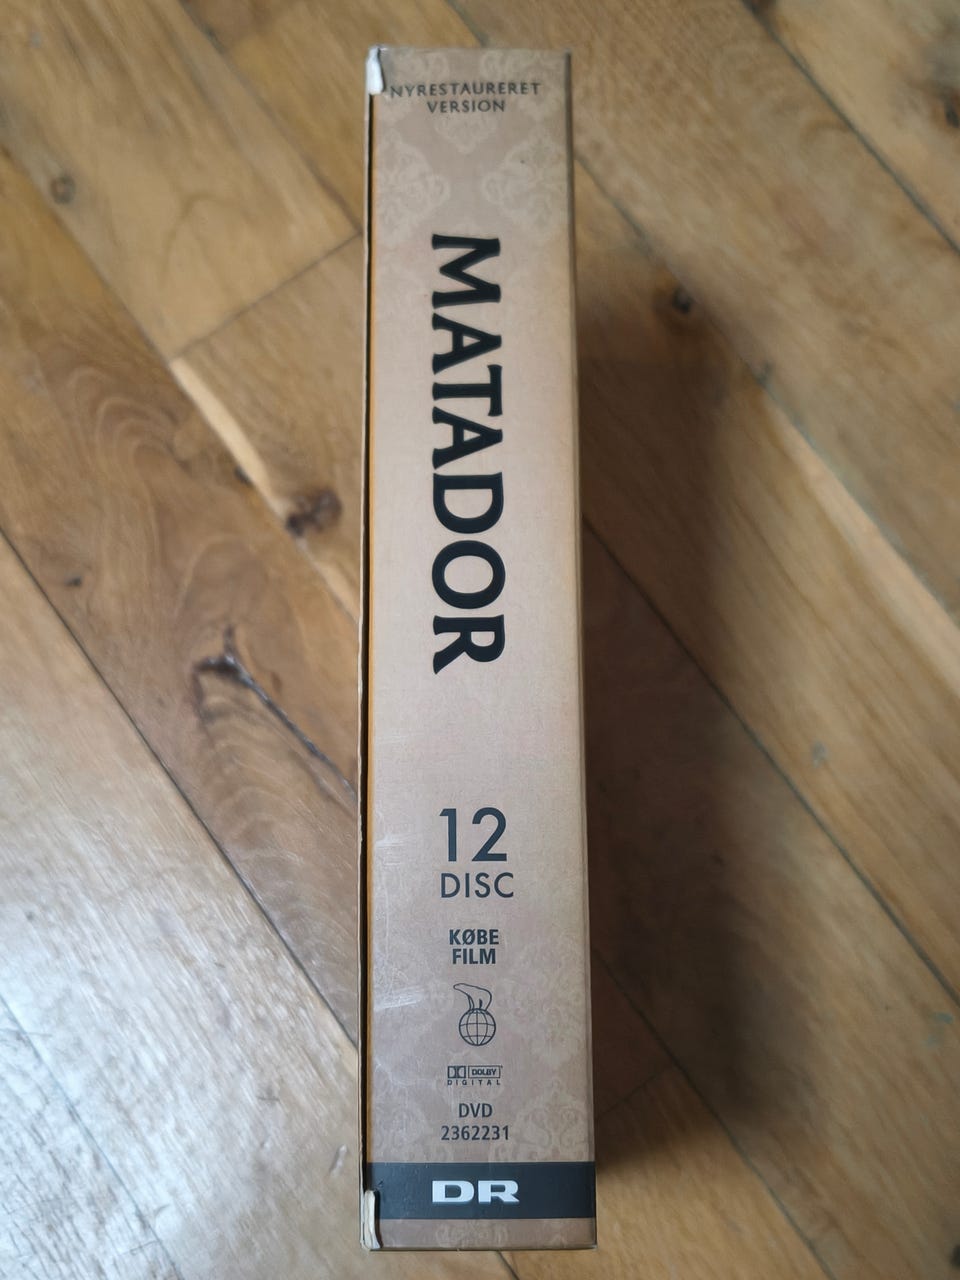 NYRESTAURERET
VERSION
MATADOR
12
DISC
KØBE
FILM
DOLBY
DIGITAL
DVD
2362231
DR